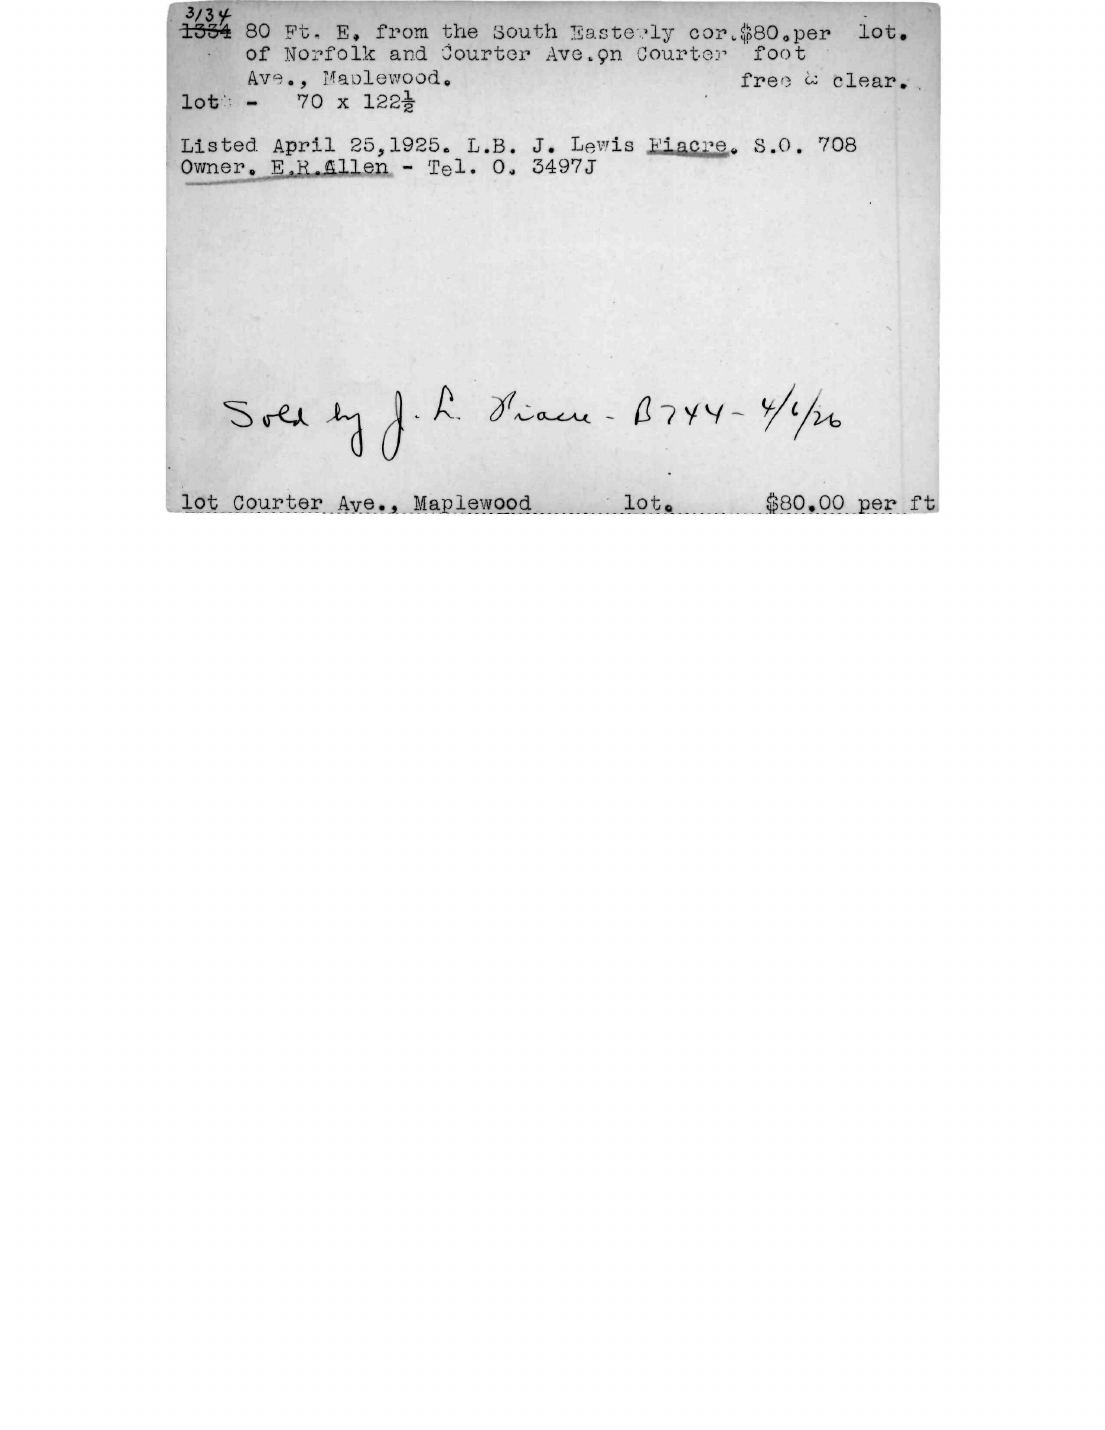 3134
1334 80 Ft. E. from the South Easterly cor. $80.per lot.
of Norfolk and Courter Ave.on Courter foot
Ave., Maplewood. free & clear.
lot - 70 x 122½
Listed April 25,1925. L.B. J. Lewis Fiacre. S.O. 708
Owner. E.R.Allen - Tel. O. 3497J
Sold by J. L. Fiacre - B744 - 4/6/26
lot Courter Ave., Maplewood lot. $80.00 per ft